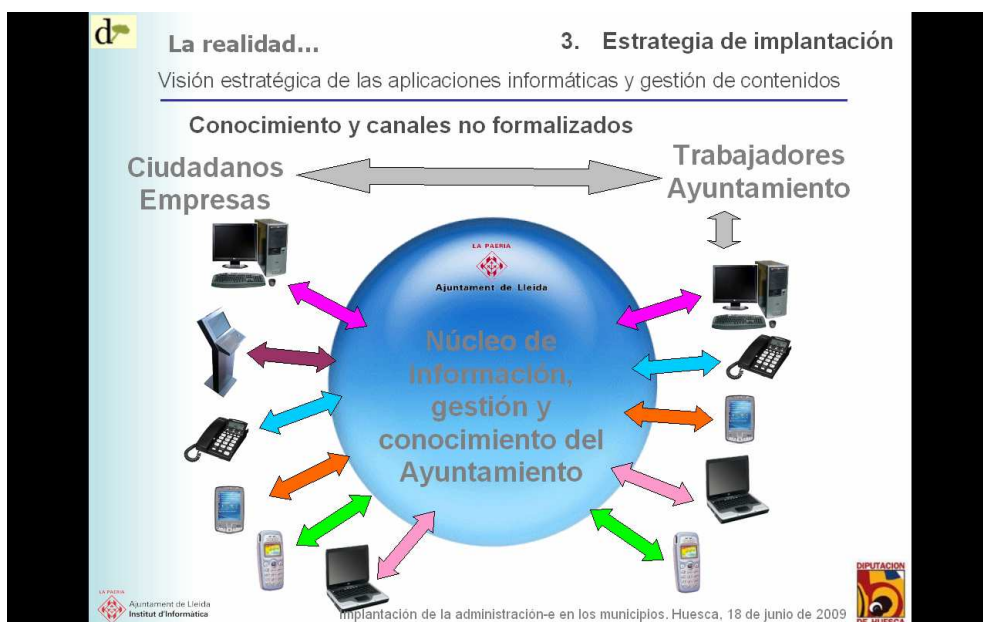 d
La realidad...
3. Estrategia de implantación
Visión estratégica de las aplicaciones informáticas y gestión de contenidos
Conocimiento y canales no formalizados
Ciudadanos
Empresas
Trabajadores
Ayuntamiento
LA PAERIA
Ajuntament de Lleida
Núcleo de
información,
gestión y
conocimiento del
Ayuntamiento
LA PAERIA
Ajuntament de Lleida
Institut d'Informàtica
Implantación de la administración-e en los municipios. Huesca, 18 de junio de 2009
DIPUTACION
DE HUESCA